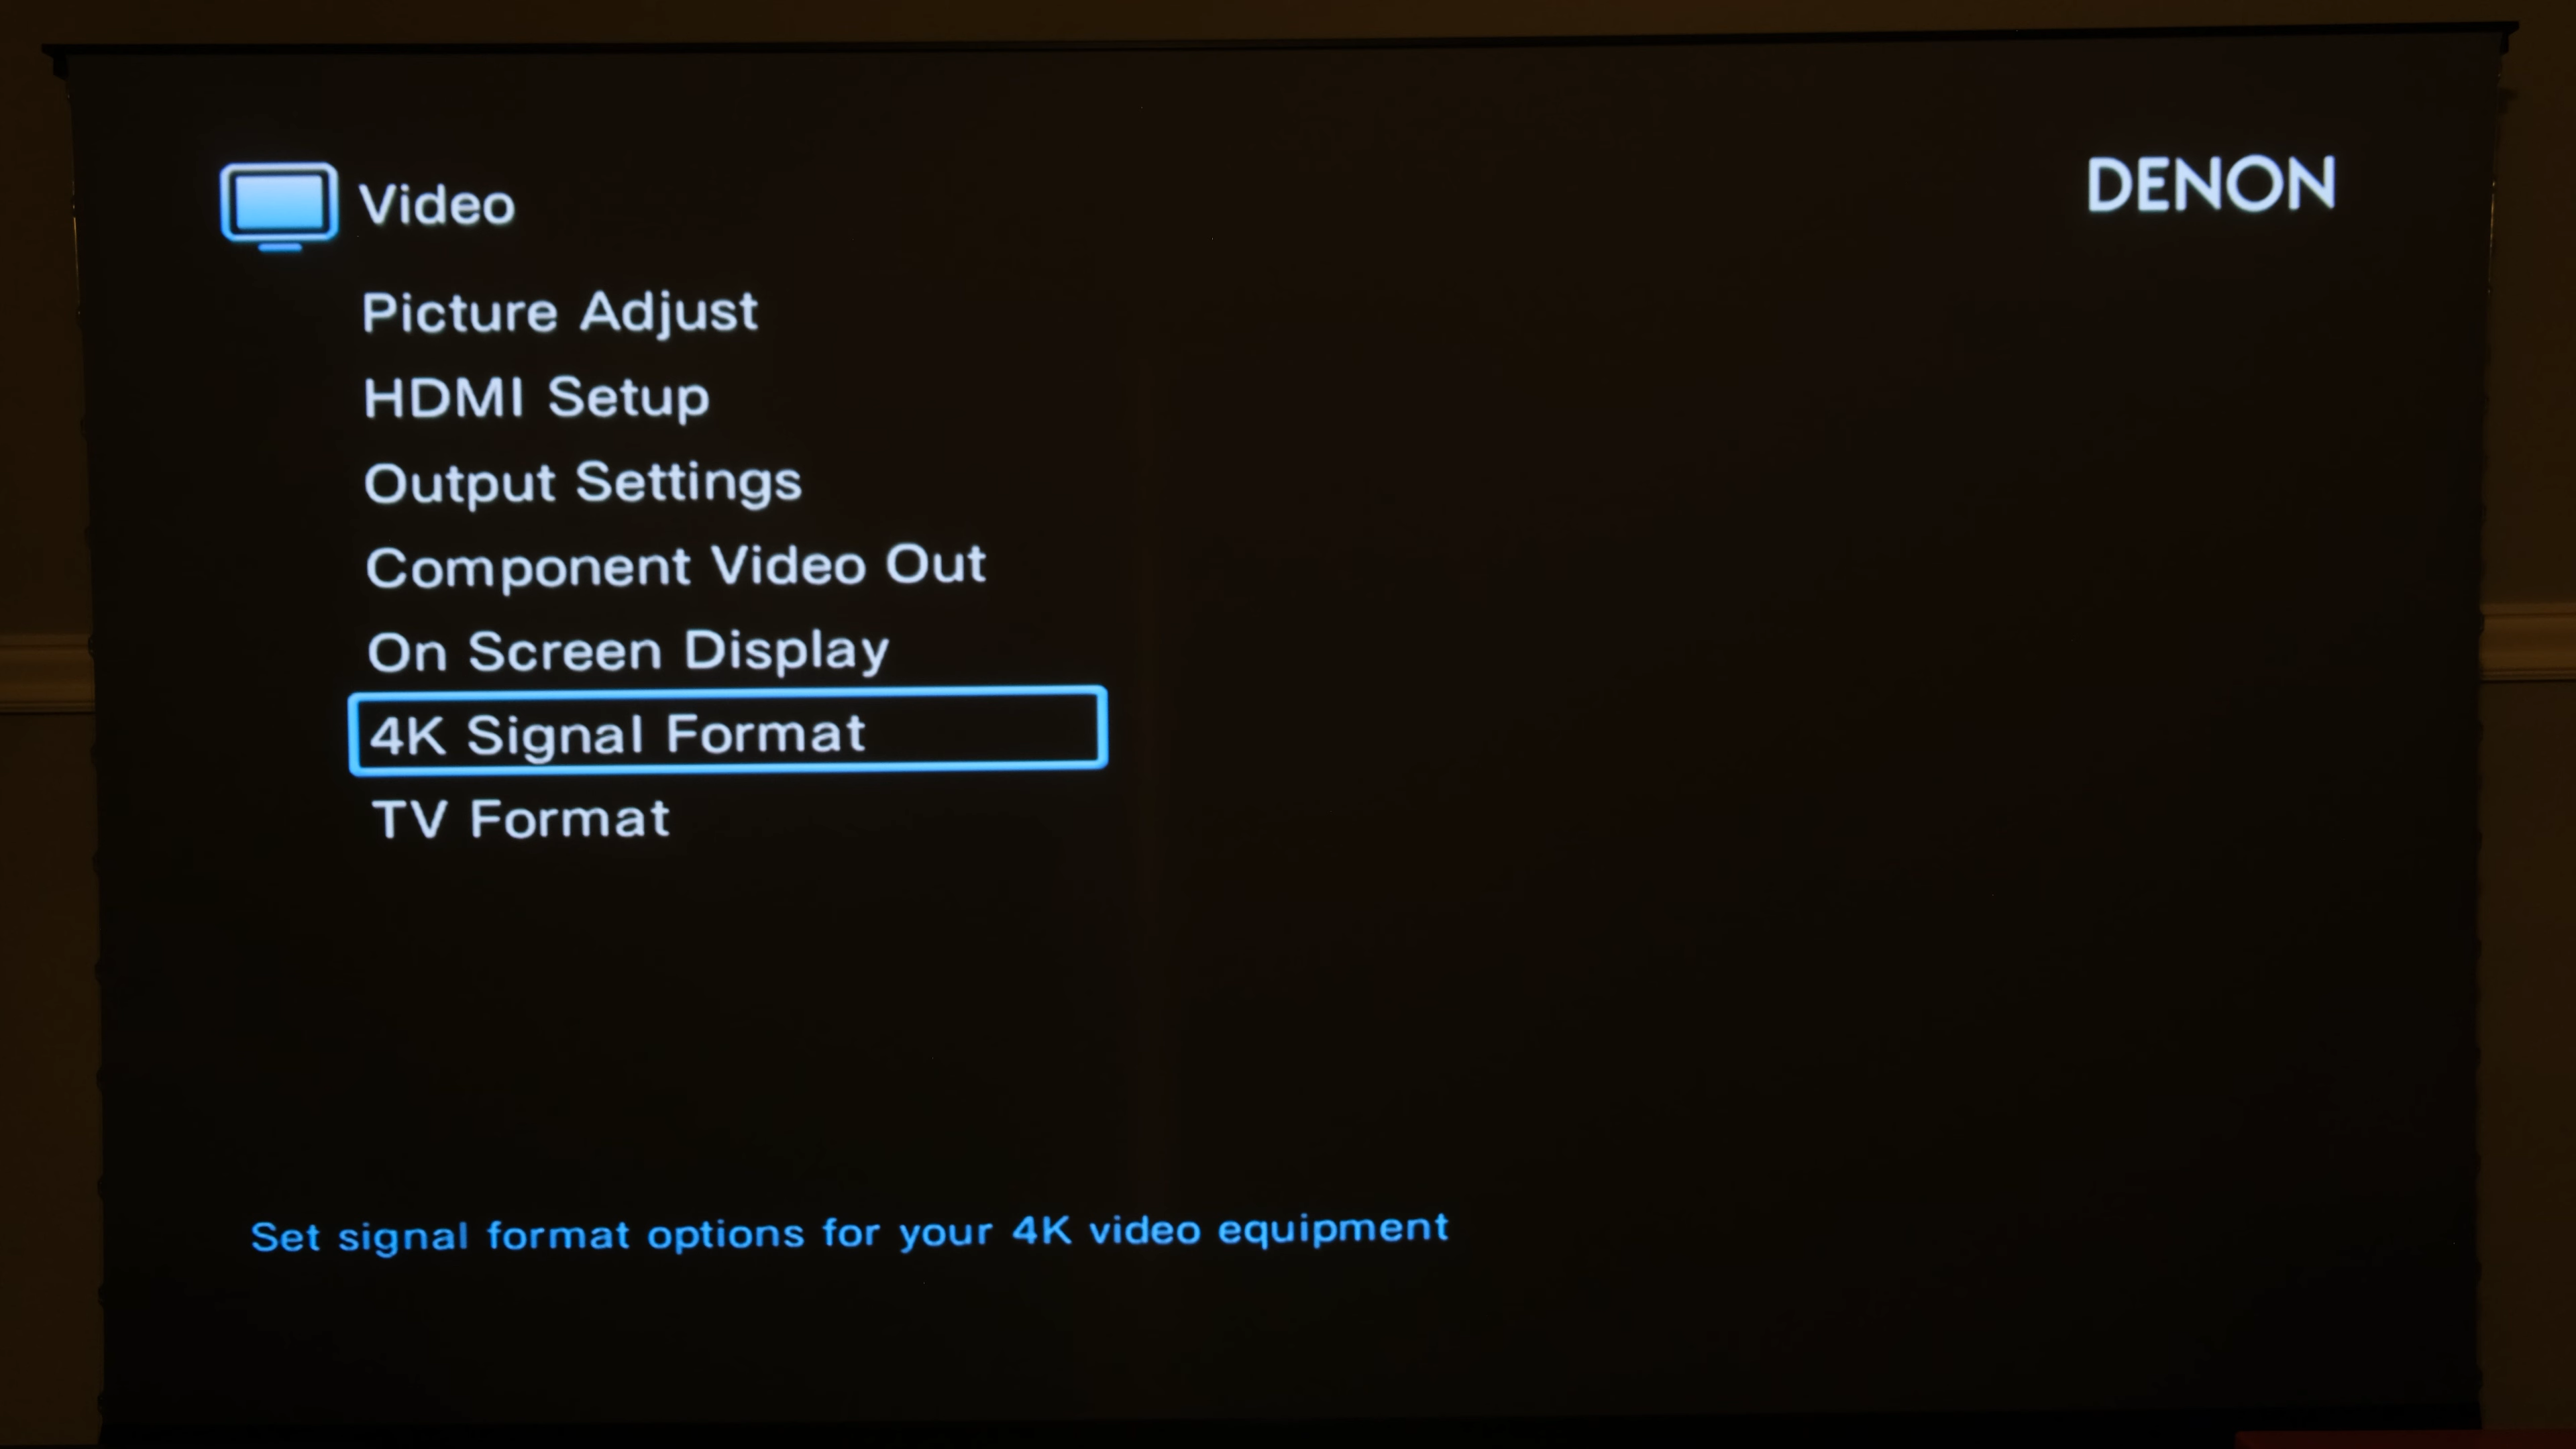 Video
DENON
Picture Adjust
HDMI Setup
Output Settings
Component Video Out
On Screen Display
4K Signal Format
TV Format
Set signal format options for your 4K video equipment